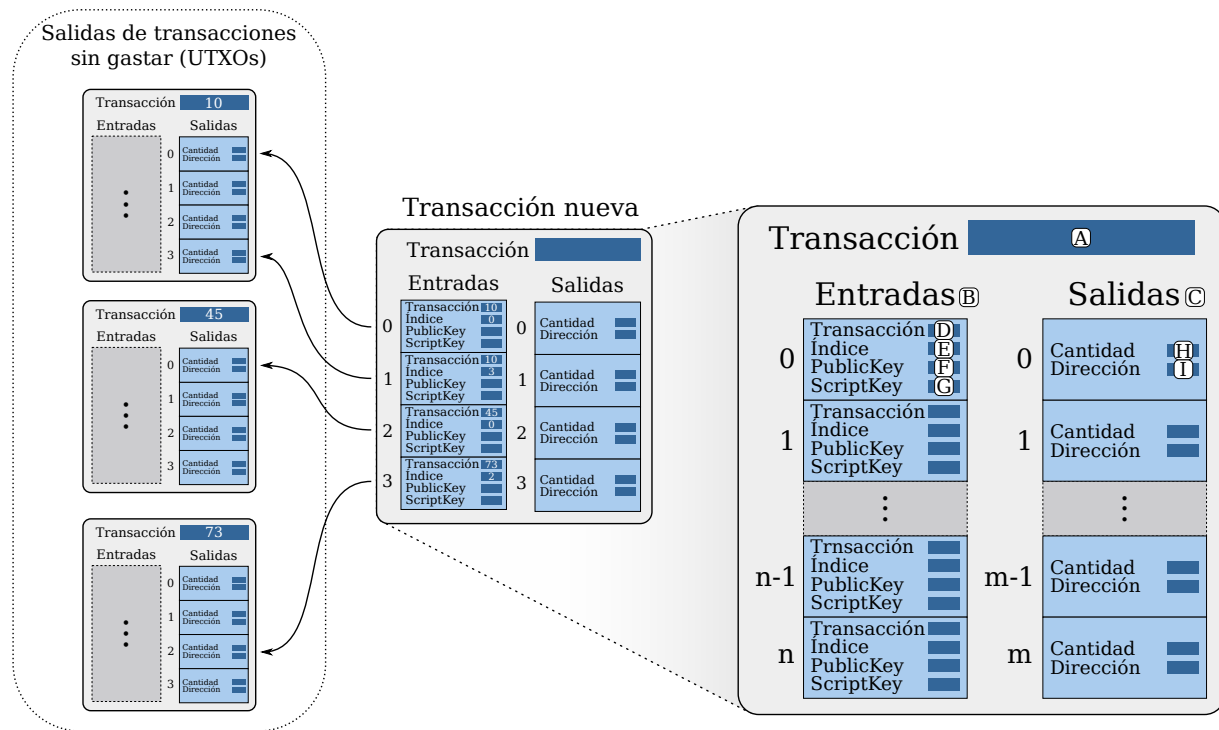 Salidas de transacciones
sin gastar (UTXOs)
Transacción 10
Entradas Salidas
0 Cantidad
Dirección
1 Cantidad
Dirección
2 Cantidad
Dirección
3 Cantidad
Dirección
Transacción 45
Entradas Salidas
0 Cantidad
Dirección
1 Cantidad
Dirección
2 Cantidad
Dirección
3 Cantidad
Dirección
Transacción 73
Entradas Salidas
0 Cantidad
Dirección
1 Cantidad
Dirección
2 Cantidad
Dirección
3 Cantidad
Dirección
Transacción nueva
Transacción
Entradas
0
Transacción 10
Índice 0
PublicKey
ScriptKey
1
Transacción 10
Índice 3
PublicKey
ScriptKey
2
Transacción 45
Índice 0
PublicKey
ScriptKey
3
Transacción 73
Índice 2
PublicKey
ScriptKey
Salidas
0
Cantidad
Dirección
1
Cantidad
Dirección
2
Cantidad
Dirección
3
Cantidad
Dirección
Transacción A
Entradas B
0
Transacción D
Índice E
PublicKey F
ScriptKey G
1
Transacción
Índice
PublicKey
ScriptKey
n-1
Trnsacción
Índice
PublicKey
ScriptKey
n
Transacción
Índice
PublicKey
ScriptKey
Salidas C
0
Cantidad H
Dirección I
1
Cantidad
Dirección
m-1
Cantidad
Dirección
m
Cantidad
Dirección